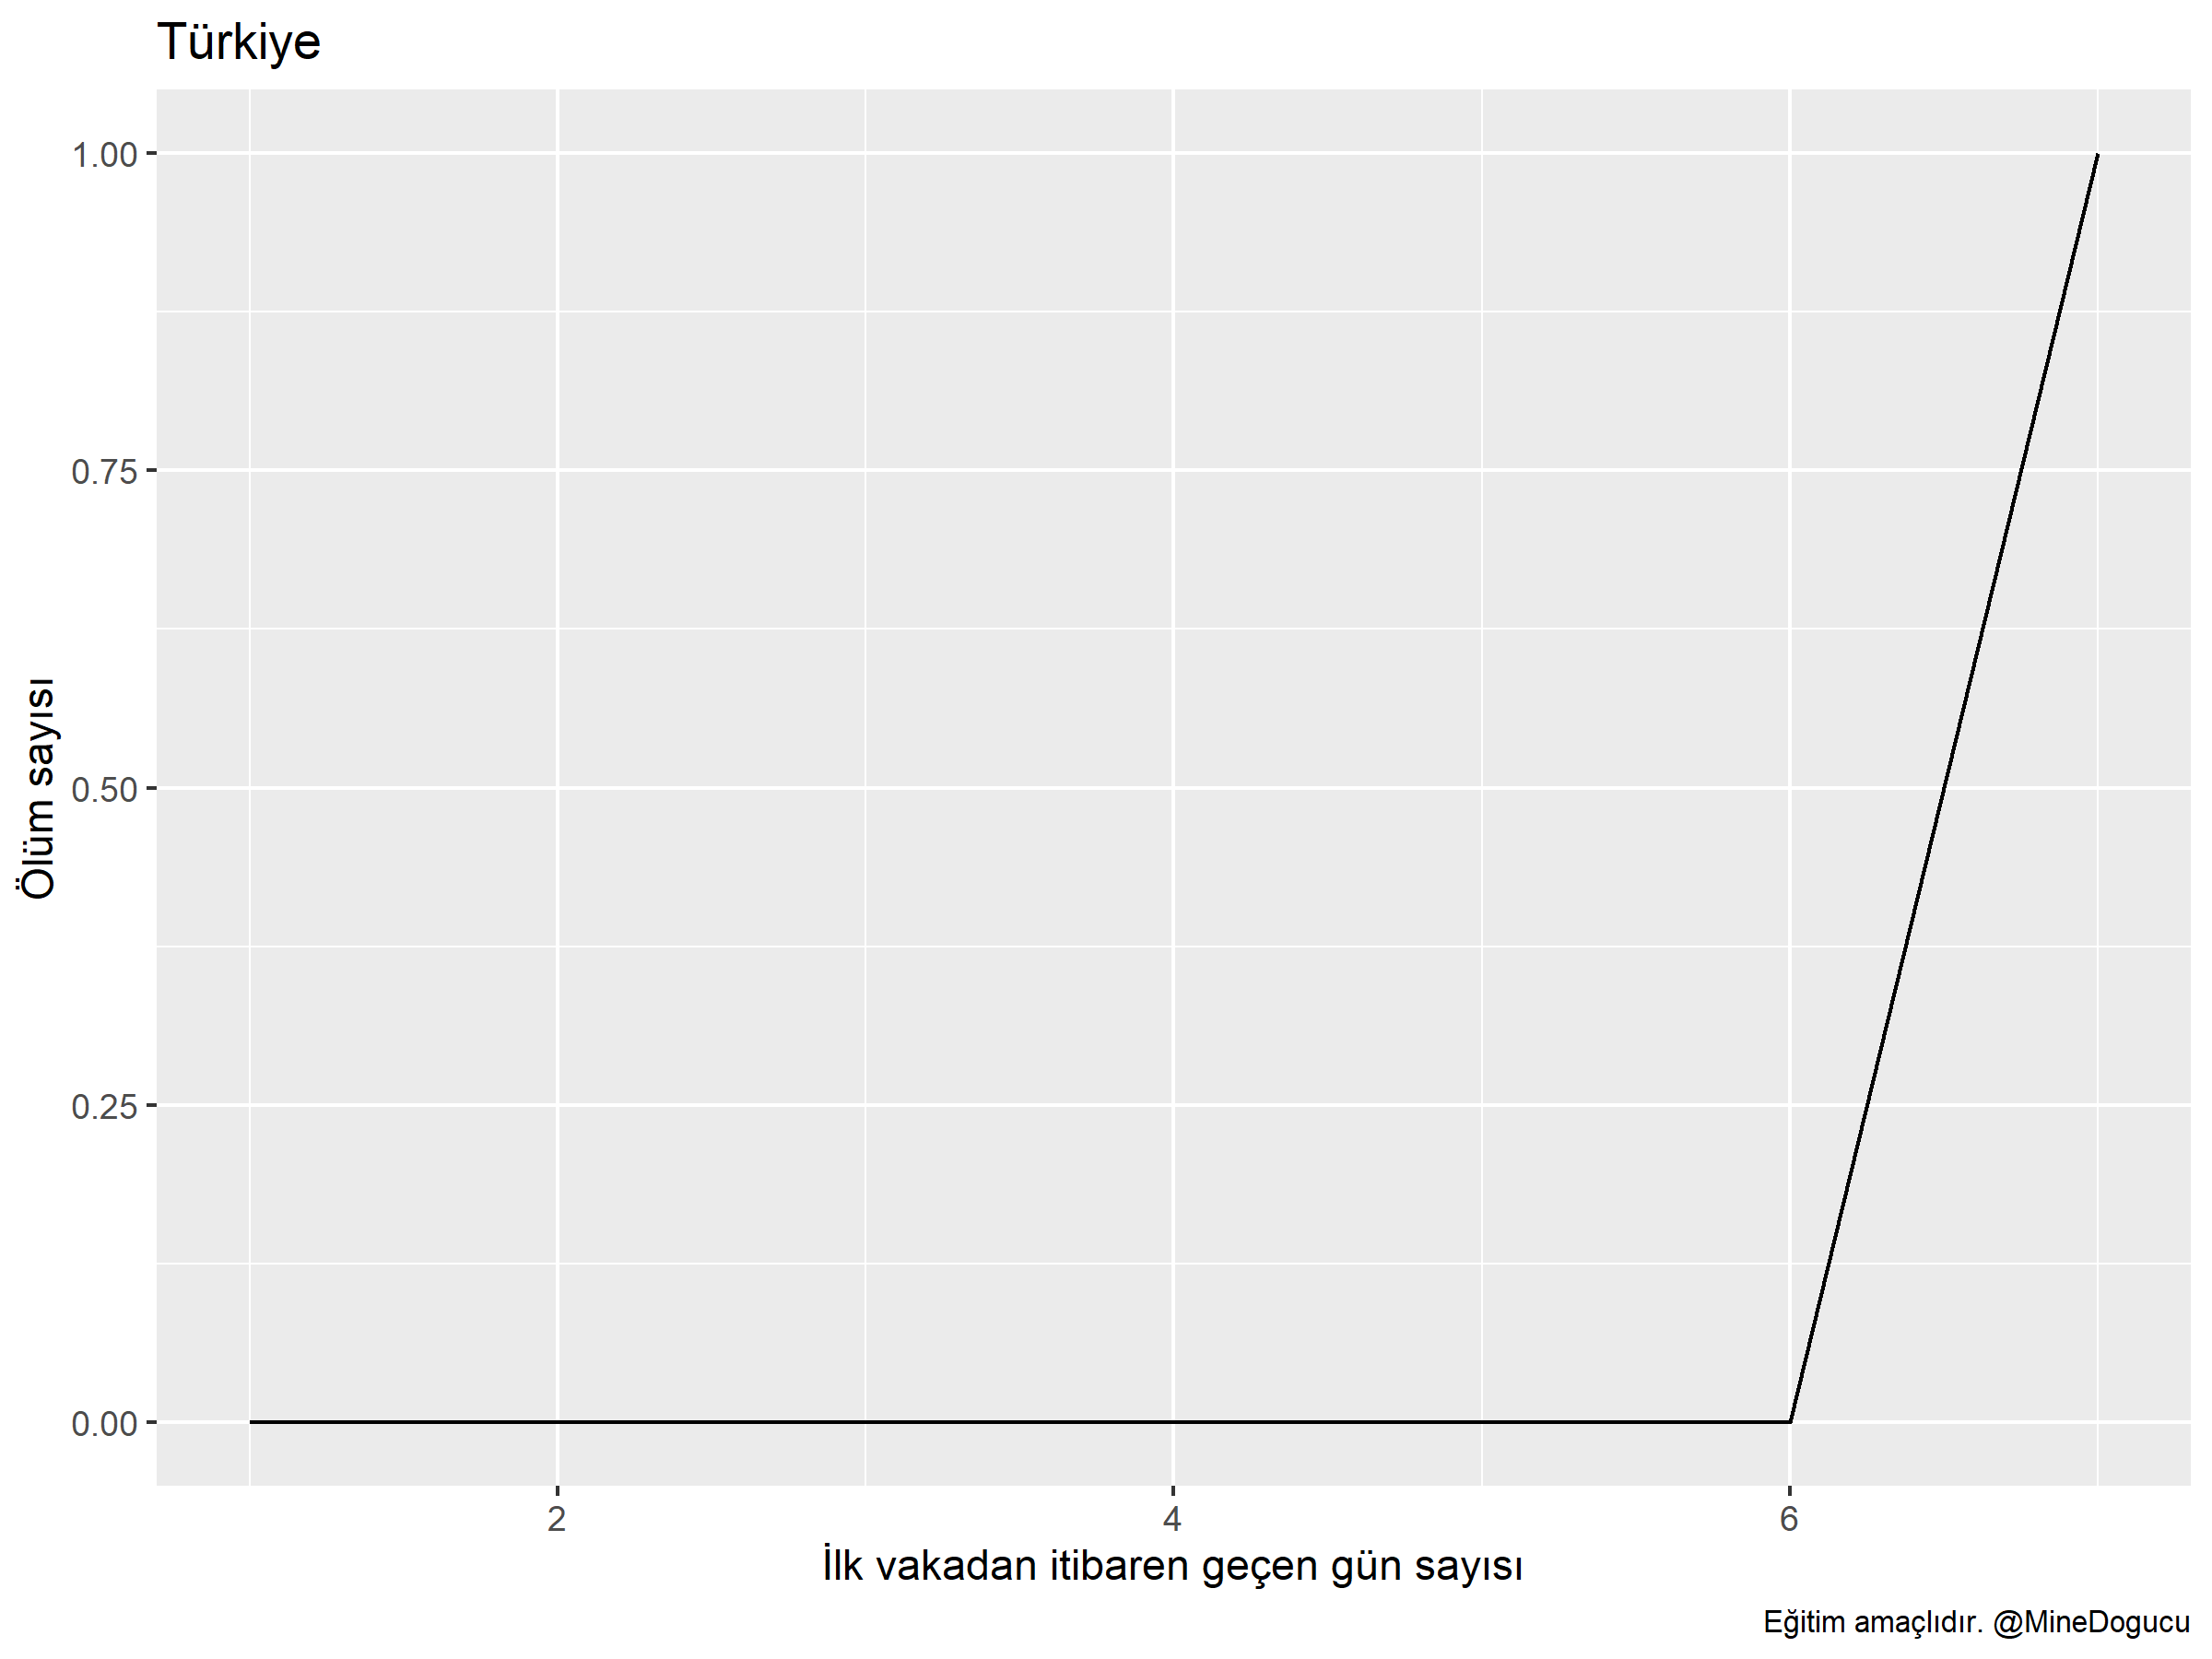 Türkiye
1.00
0.75
0.50
0.25
0.00
Ölüm sayısı
2 4 6
İlk vakadan itibaren geçen gün sayısı
Eğitim amaçlıdır. @MineDogucu